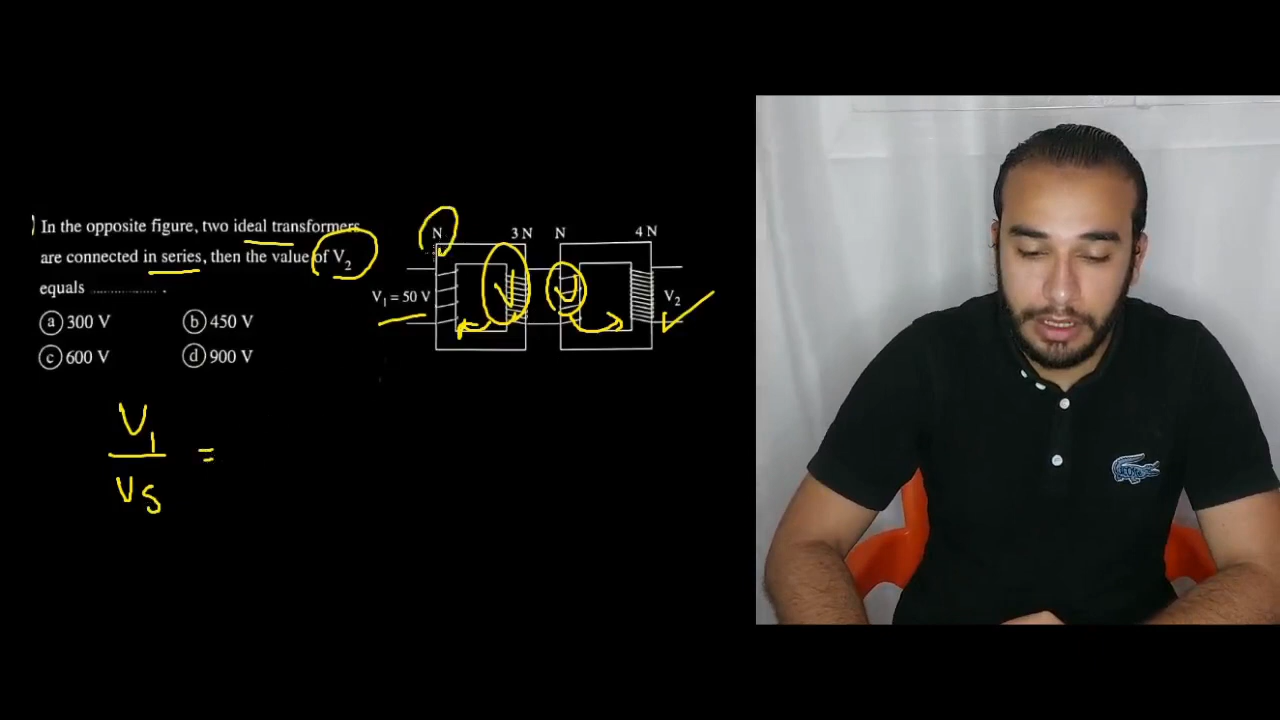 In the opposite figure, two ideal transformers
are connected in series, then the value of V2
equals ................ .
a 300 V b 450 V
c 600 V d 900 V
N 3 N N 4 N
V1 = 50 V V2
V V
V1
VS
=